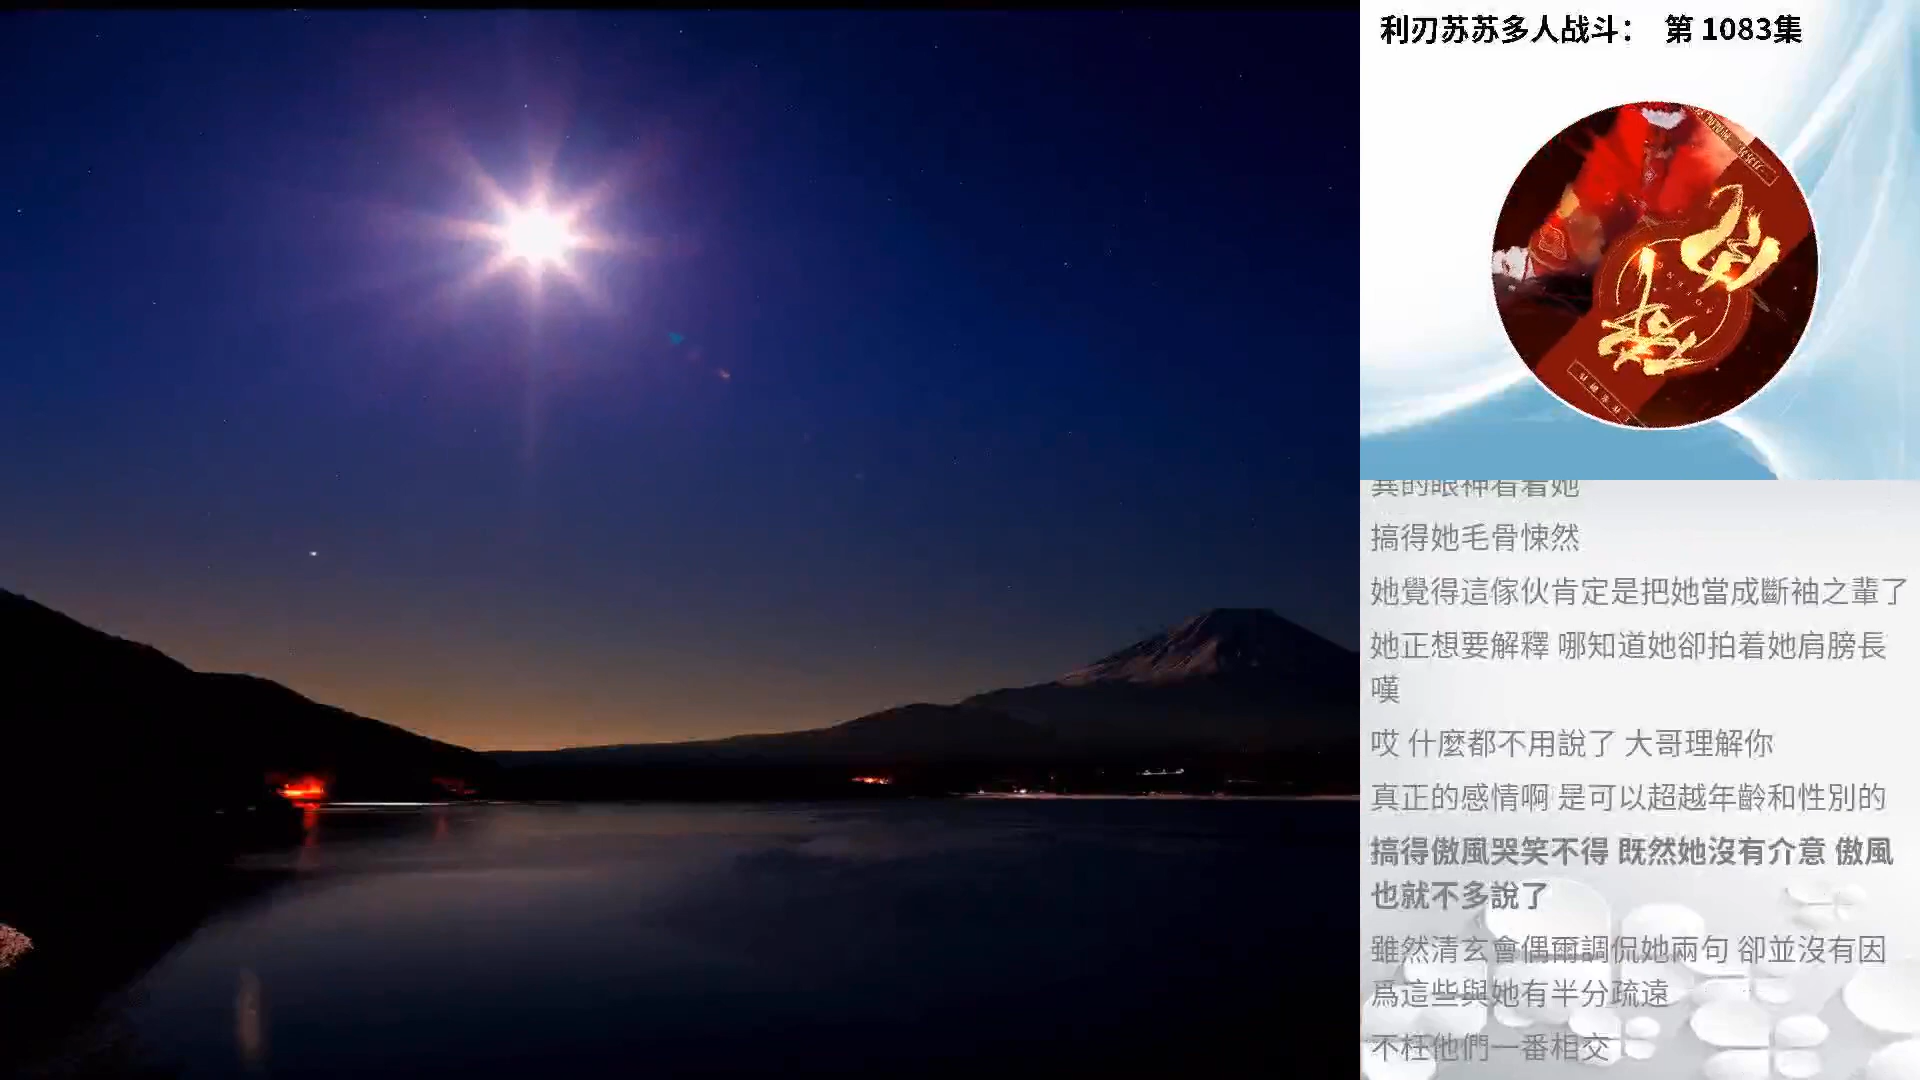 利刃苏苏多人战斗： 第 1083集
異的眼神看着她
搞得她毛骨悚然
她覺得這傢伙肯定是把她當成斷袖之輩了
她正想要解釋 哪知道她卻拍着她肩膀長
嘆
哎 什麼都不用說了 大哥理解你
真正的感情啊 是可以超越年齡和性別的
搞得傲風哭笑不得 既然她沒有介意 傲風
也就不多說了
雖然清玄會偶爾調侃她兩句 卻並沒有因
爲這些與她有半分疏遠
不枉他們一番相交